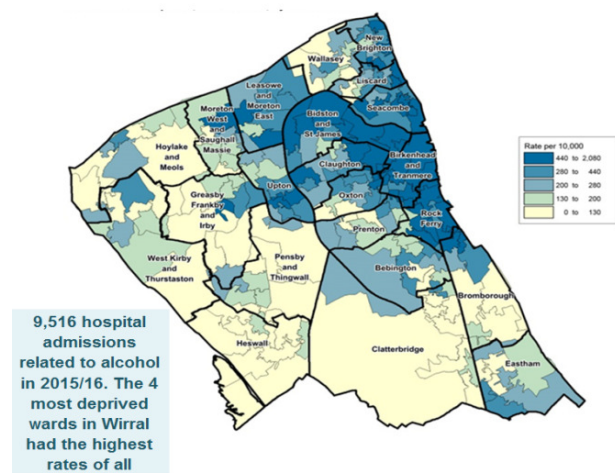 New
Brighton
Wallasey
Liscard
Leasowe
and
Moreton
East
Seacombe
Moreton
West
and
Saughall
Massie
Bidston
and
St James
Hoylake
and
Meols
Claughton
Birkenhead
and
Tranmere
Upton
Greasby
Frankby
and
Irby
Oxton
Rock
Ferry
Prenton
West Kirby
and
Thurstaston
Pensby
and
Thingwall
Bebington
Bromborough
Heswall
Clatterbridge
Eastham
Rate per 10,000
440 to 2,080
280 to 440
200 to 280
130 to 200
0 to 130
9,516 hospital
admissions
related to alcohol
in 2015/16. The 4
most deprived
wards in Wirral
had the highest
rates of all